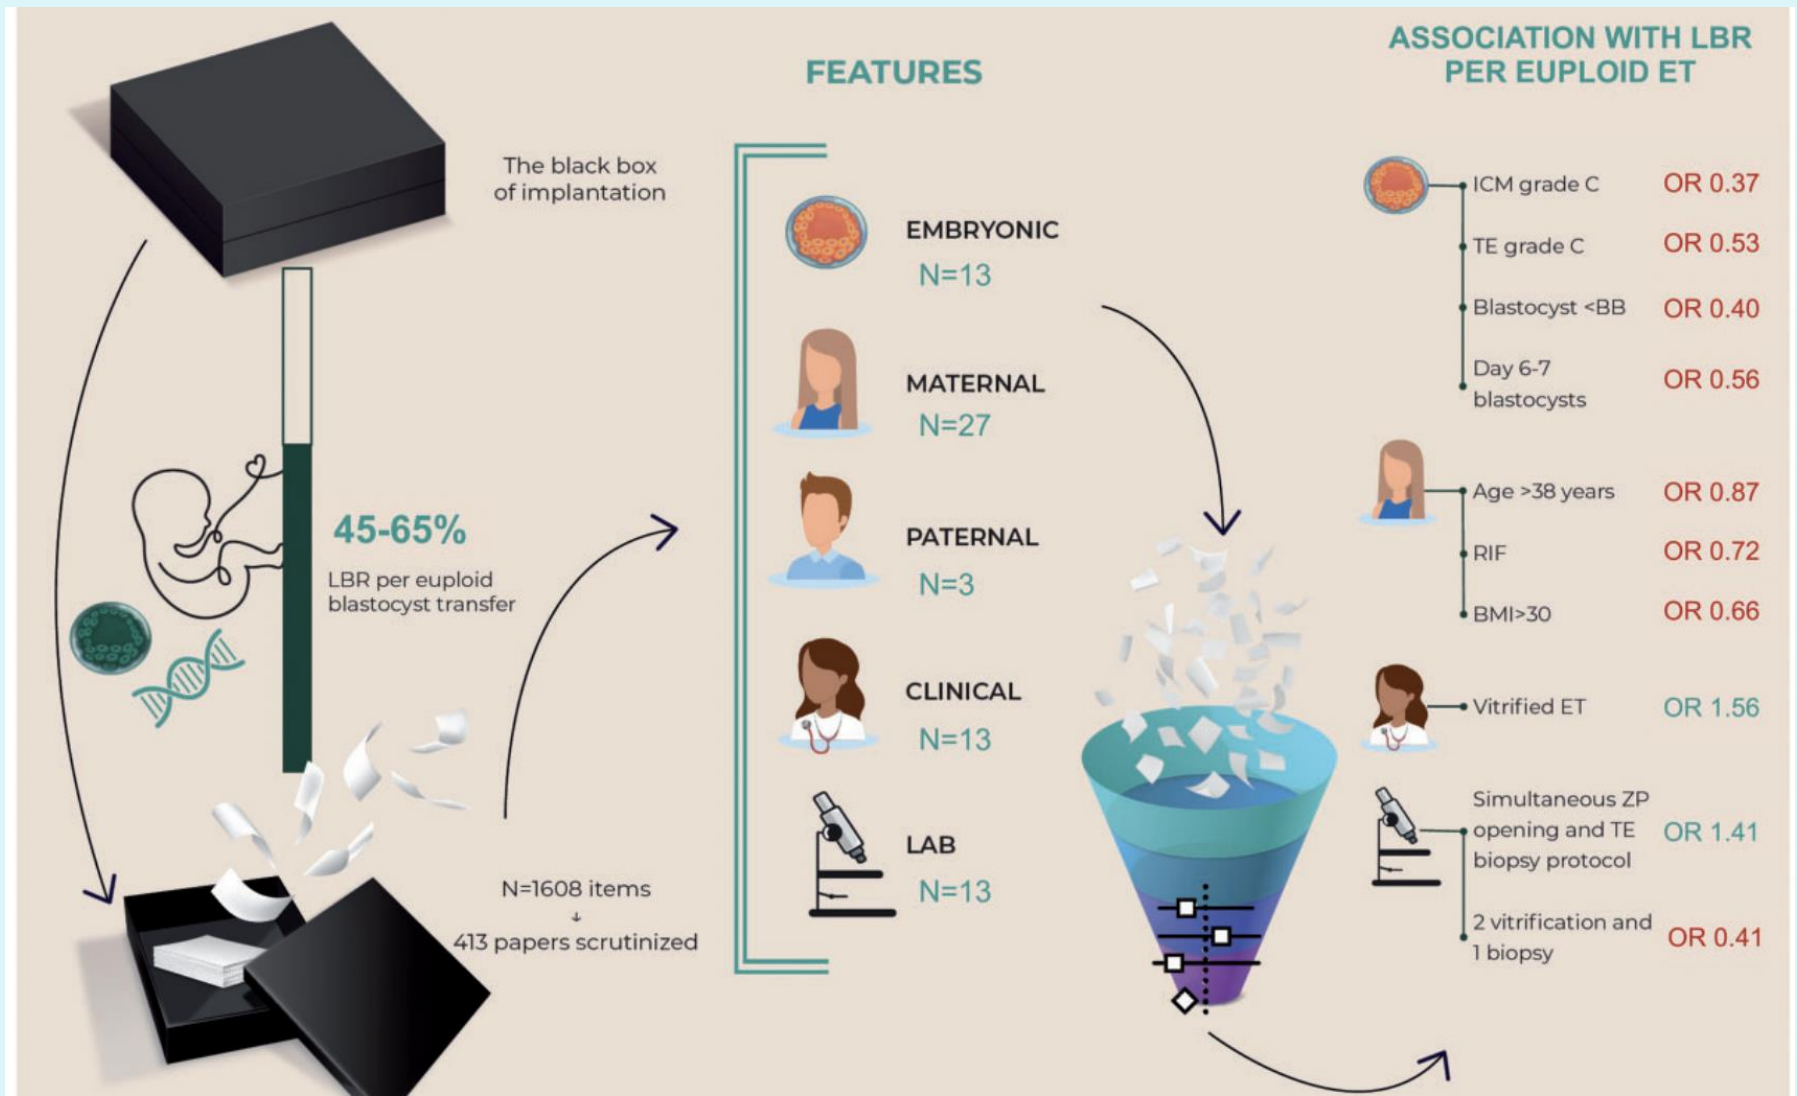 The black box
of implantation
45-65%
LBR per euploid
blastocyst transfer
N=1608 items
↓
413 papers scrutinized
FEATURES
EMBRYONIC
N=13
MATERNAL
N=27
PATERNAL
N=3
CLINICAL
N=13
LAB
N=13
ASSOCIATION WITH LBR
PER EUPLOID ET
ICM grade C OR 0.37
TE grade C OR 0.53
Blastocyst <BB OR 0.40
Day 6-7
blastocysts OR 0.56
Age >38 years OR 0.87
RIF OR 0.72
BMI>30 OR 0.66
Vitrified ET OR 1.56
Simultaneous ZP
opening and TE OR 1.41
biopsy protocol
2 vitrification and
1 biopsy OR 0.41